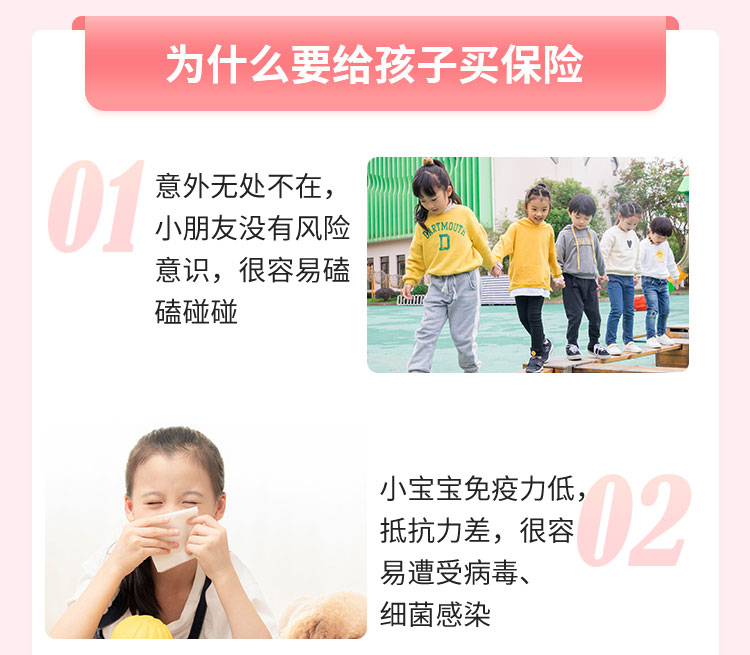 为什么要给孩子买保险
01
意外无处不在，
小朋友没有风险
意识，很容易磕
磕碰碰
DARTMOUTH
D
02
小宝宝免疫力低，
抵抗力差，很容
易遭受病毒、
细菌感染